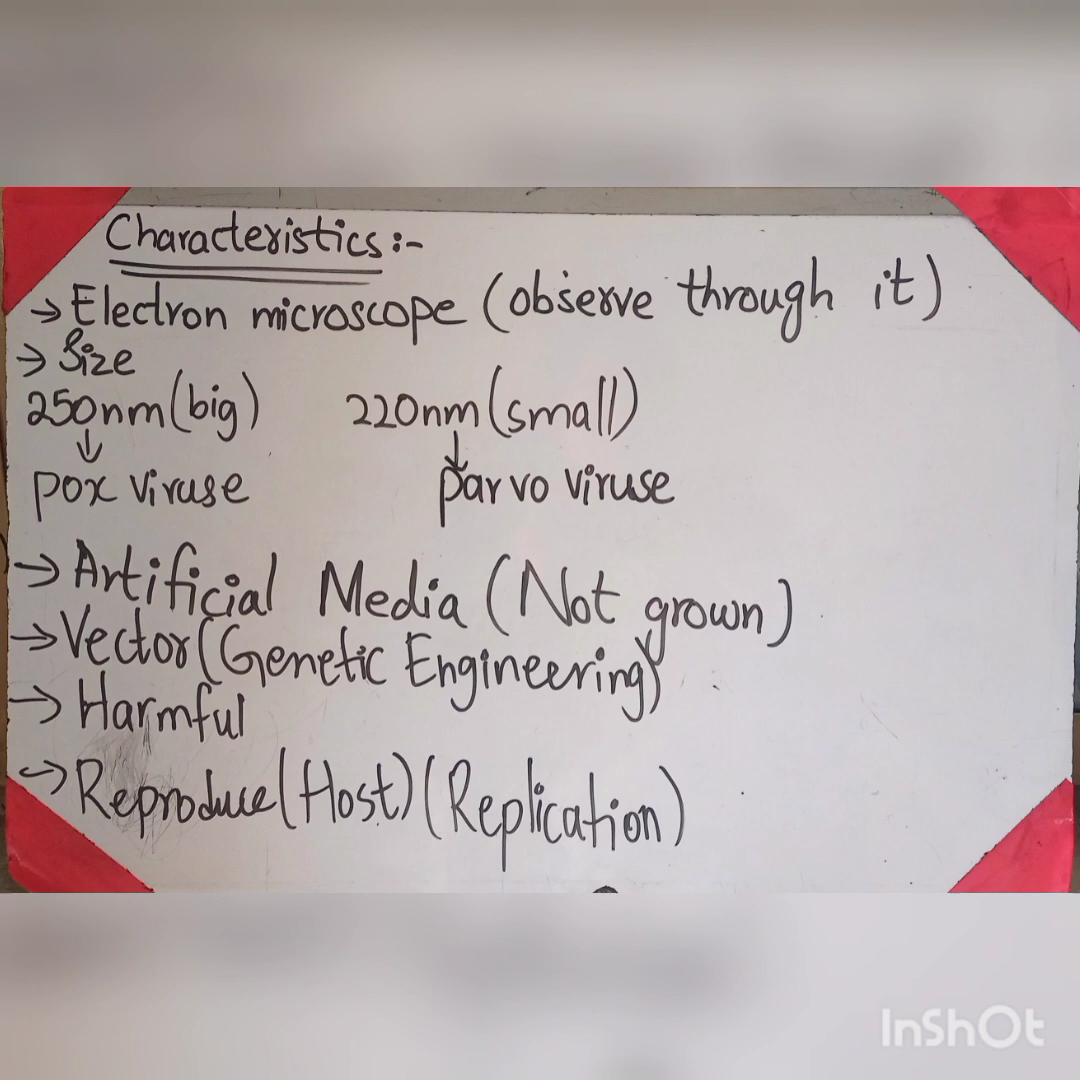 Characteristics :-
→ Electron microscope (observe through it)
→ Size
250nm (big) 220nm (small)
↓ ↓
pox viruse parvo viruse
→ Artificial Media (Not grown)
→ Vector (Genetic Engineering)
→ Harmful
→ Reproduce (Host) (Replication)
InShOt